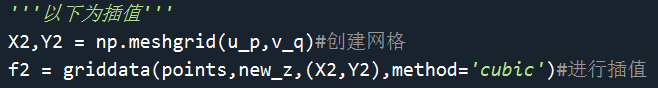 '''以下为插值'''
X2,Y2 = np.meshgrid(u_p,v_q)#创建网格
f2 = griddata(points,new_z,(X2,Y2),method='cubic')#进行插值